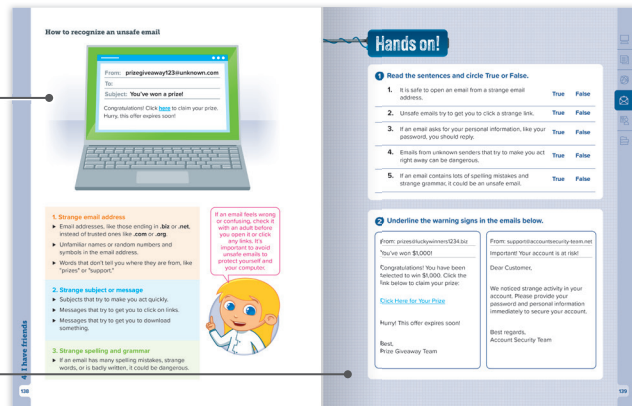 How to recognize an unsafe email
From: prizegiveaway123@unknown.com
To:
Subject: You've won a prize!
Congratulations! Click here to claim your prize.
Hurry, this offer expires soon!
1. Strange email address
▶ Email addresses, like those ending in .biz or .net,
instead of trusted ones like .com or .org.
▶ Unfamiliar names or random numbers and
symbols in the email address.
▶ Words that don't tell you where they are from, like
"prizes" or "support."
2. Strange subject or message
▶ Subjects that try to make you act quickly.
▶ Messages that try to get you to click on links.
▶ Messages that try to get you to download
something.
3. Strange spelling and grammar
▶ If an email has many spelling mistakes, strange
words, or is badly written, it could be dangerous.
If an email feels wrong
or confusing, check it
with an adult before
you open it or click
any links. It's
important to avoid
unsafe emails to
protect yourself and
your computer.
4 I have friends
138
Hands on!
1 Read the sentences and circle True or False.
1. It is safe to open an email from a strange email
address. True False
2. Unsafe emails try to get you to click a strange link. True False
3. If an email asks for your personal information, like your
password, you should reply. True False
4. Emails from unknown senders that try to make you act
right away can be dangerous. True False
5. If an email contains lots of spelling mistakes and
strange grammar, it could be an unsafe email. True False
2 Underline the warning signs in the emails below.
From: prizes@luckywinners1234.biz
You've won $1,000!
Congratulations! You have been
selected to win $1,000. Click the
link below to claim your prize:
Click Here for Your Prize
Hurry! This offer expires soon!
Best,
Prize Giveaway Team
From: support@accountsecurity-team.net
Important! Your account is at risk!
Dear Customer,
We noticed strange activity in your
account. Please provide your
password and personal information
immediately to secure your account.
Best regards,
Account Security Team
139